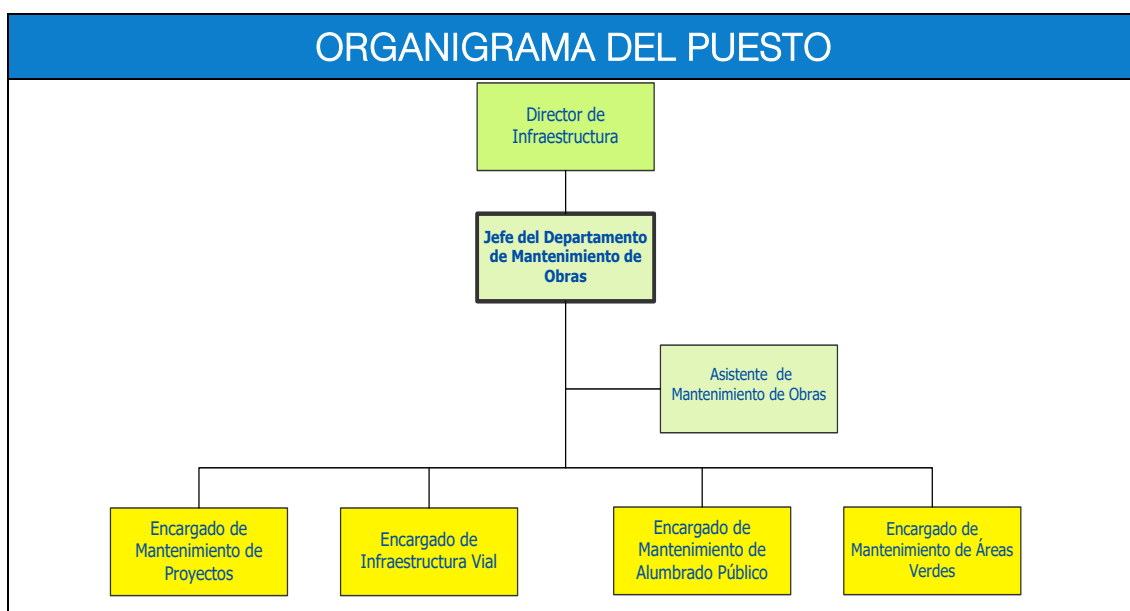 ORGANIGRAMA DEL PUESTO
Director de
Infraestructura
Jefe del Departamento
de Mantenimiento de
Obras
Asistente de
Mantenimiento de Obras
Encargado de
Mantenimiento de
Proyectos
Encargado de
Infraestructura Vial
Encargado de
Mantenimiento de
Alumbrado Público
Encargado de
Mantenimiento de Áreas
Verdes